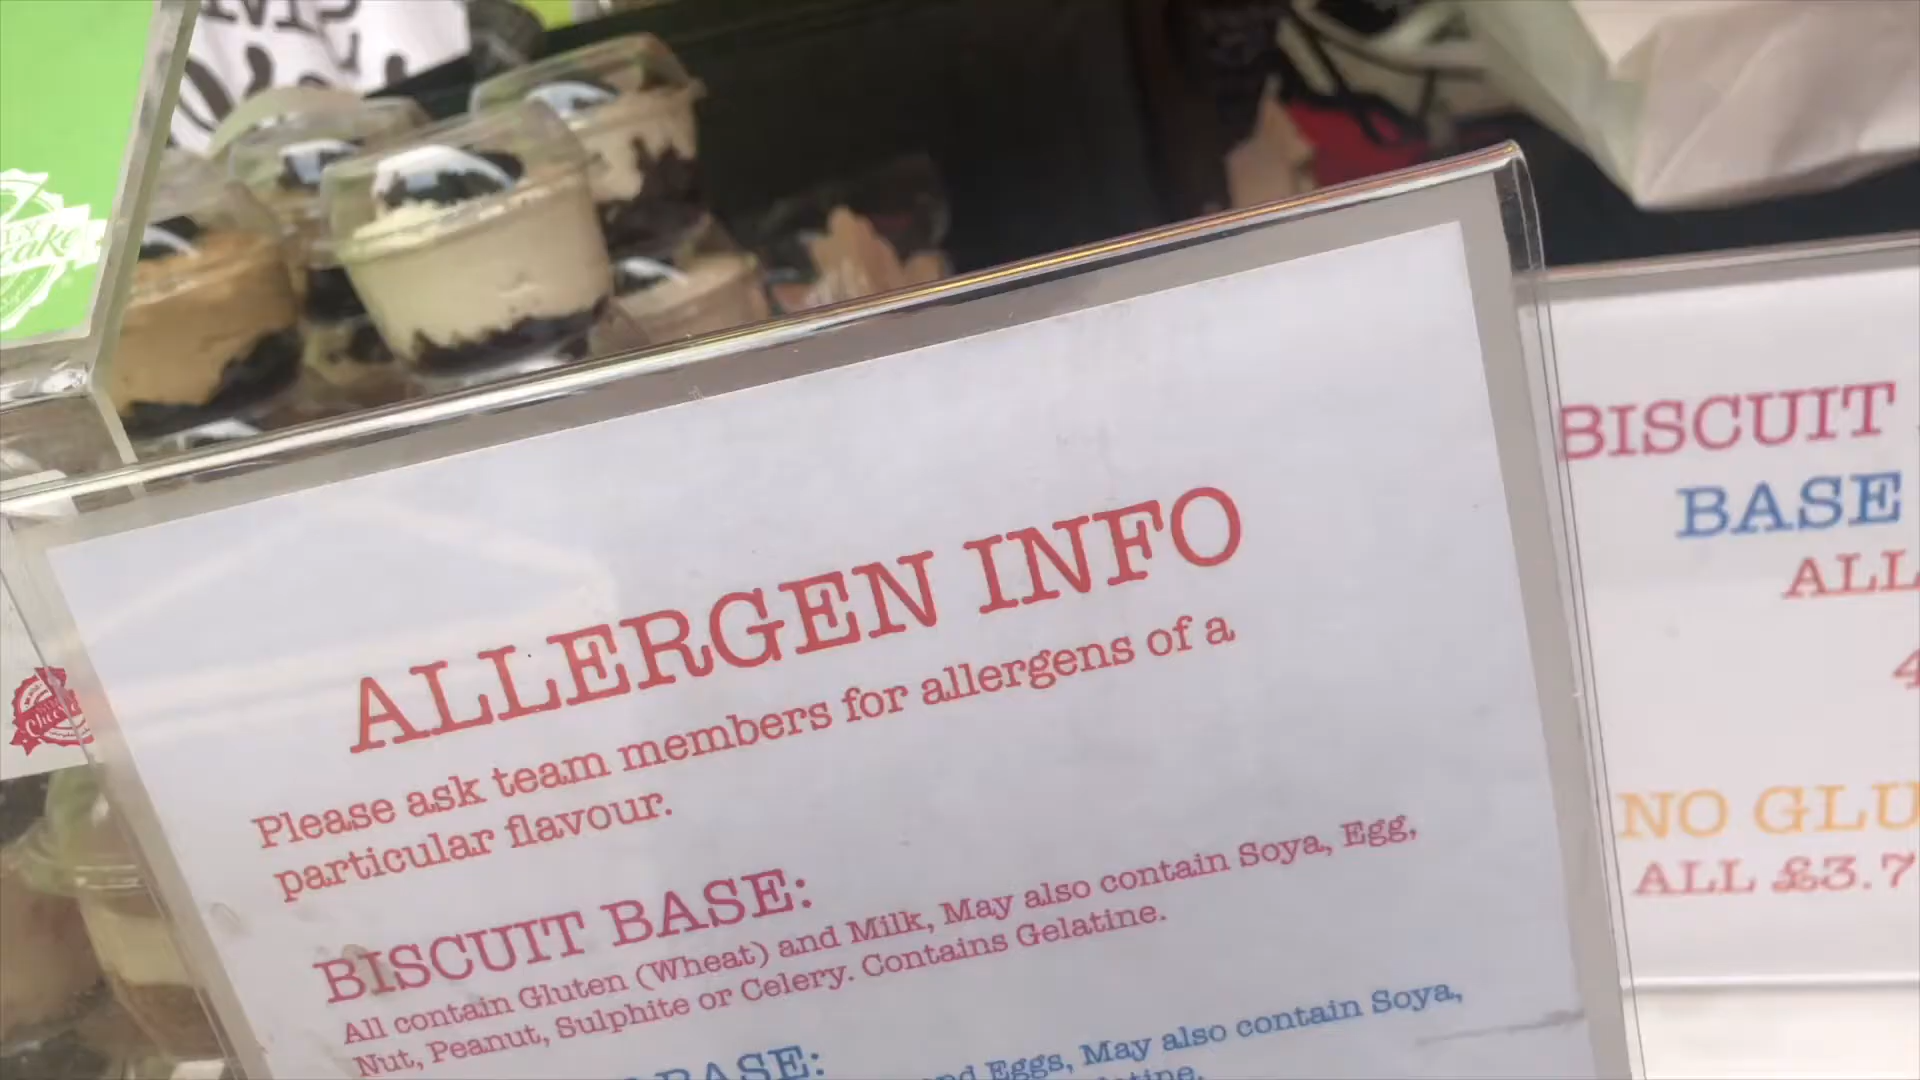 ALLERGEN INFO
Please ask team members for allergens of a
particular flavour.
BISCUIT BASE:
All contain Gluten (Wheat) and Milk, May also contain Soya, Egg,
Nut, Peanut, Sulphite or Celery. Contains Gelatine.
BASE:
Eggs, May also contain Soya,
BISCUIT
BASE
ALL
4
NO GLU
ALL £3.7